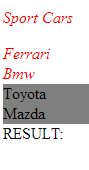 Sport Cars
Ferrari
Bmw
Toyota
Mazda
RESULT: